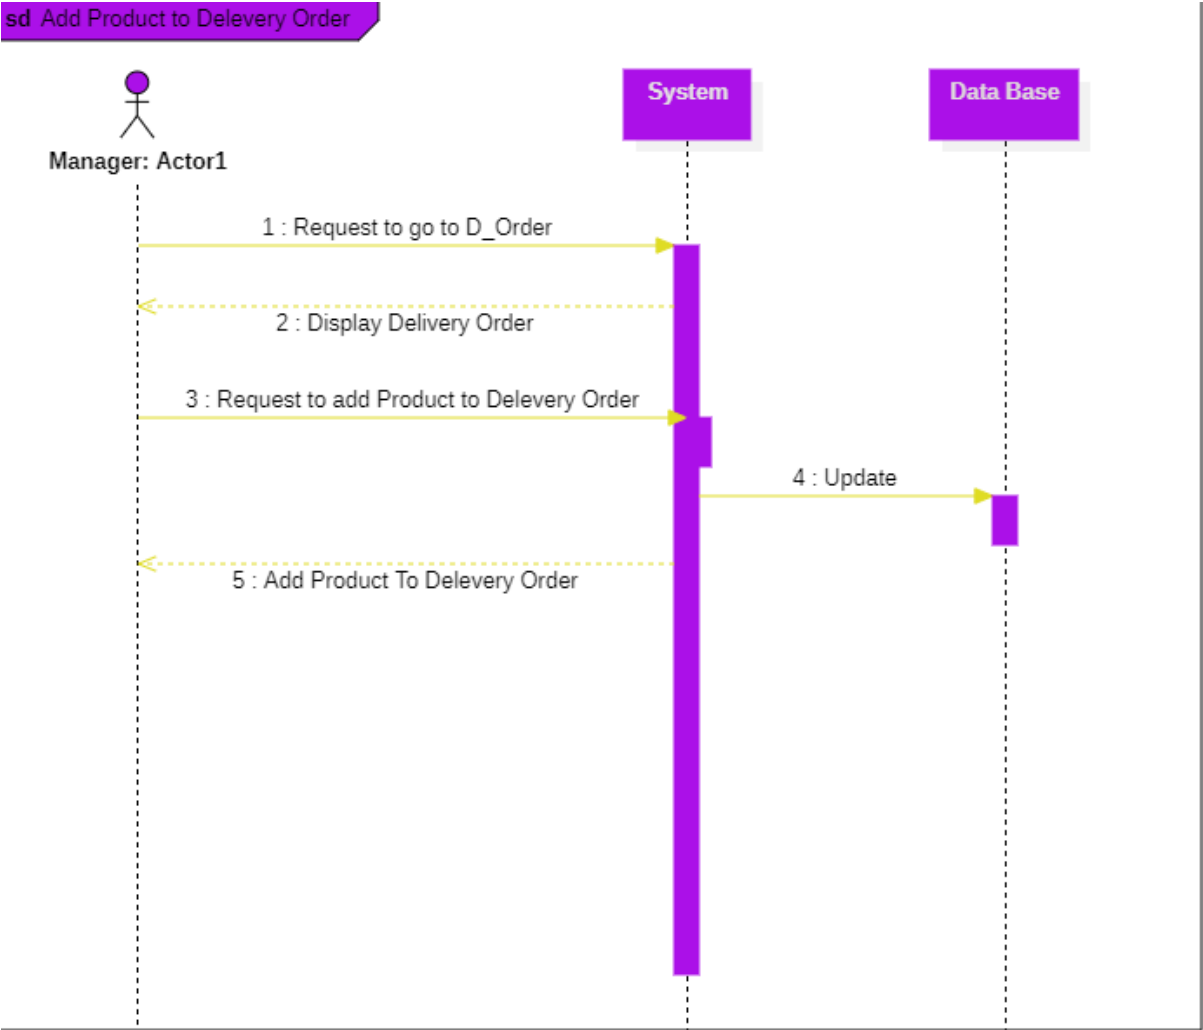 sd Add Product to Delevery Order
System
Data Base
Manager: Actor1
1 : Request to go to D_Order
2 : Display Delivery Order
3 : Request to add Product to Delevery Order
4 : Update
5 : Add Product To Delevery Order